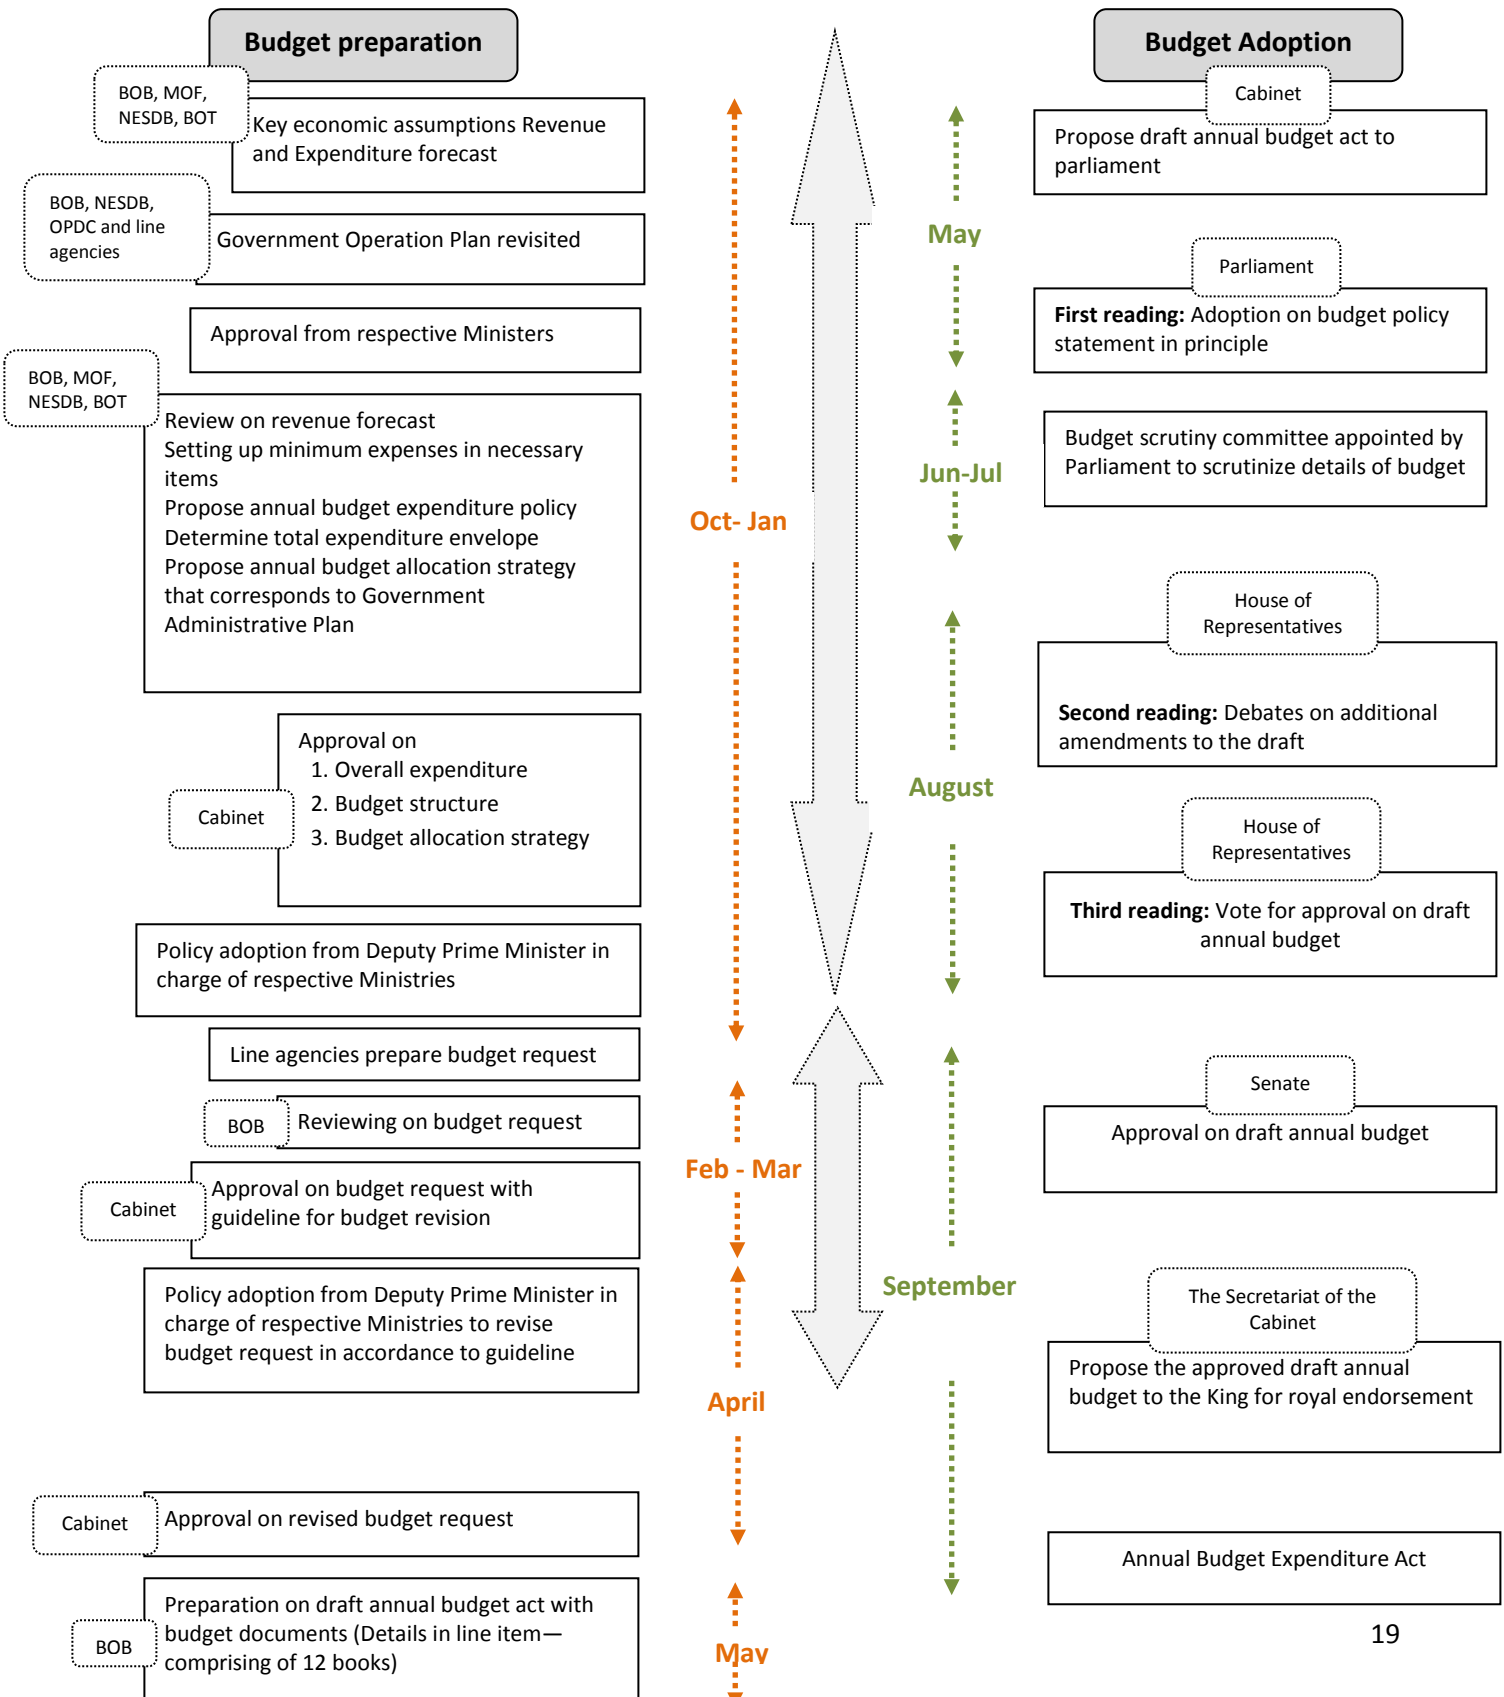 Budget preparation
BOB, MOF,
NESDB, BOT
Key economic assumptions Revenue
and Expenditure forecast
BOB, NESDB,
OPDC and line
agencies
Government Operation Plan revisited
Approval from respective Ministers
BOB, MOF,
NESDB, BOT
Review on revenue forecast
Setting up minimum expenses in necessary
items
Propose annual budget expenditure policy
Determine total expenditure envelope
Propose annual budget allocation strategy
that corresponds to Government
Administrative Plan
Approval on
1. Overall expenditure
2. Budget structure
3. Budget allocation strategy
Cabinet
Policy adoption from Deputy Prime Minister in
charge of respective Ministries
Line agencies prepare budget request
BOB
Reviewing on budget request
Cabinet
Approval on budget request with
guideline for budget revision
Policy adoption from Deputy Prime Minister in
charge of respective Ministries to revise
budget request in accordance to guideline
Cabinet
Approval on revised budget request
BOB
Preparation on draft annual budget act with
budget documents (Details in line item—
comprising of 12 books)
Oct- Jan
Feb - Mar
April
May
May
Jun-Jul
August
September
Budget Adoption
Cabinet
Propose draft annual budget act to
parliament
Parliament
First reading: Adoption on budget policy
statement in principle
Budget scrutiny committee appointed by
Parliament to scrutinize details of budget
House of
Representatives
Second reading: Debates on additional
amendments to the draft
House of
Representatives
Third reading: Vote for approval on draft
annual budget
Senate
Approval on draft annual budget
The Secretariat of the
Cabinet
Propose the approved draft annual
budget to the King for royal endorsement
Annual Budget Expenditure Act
19